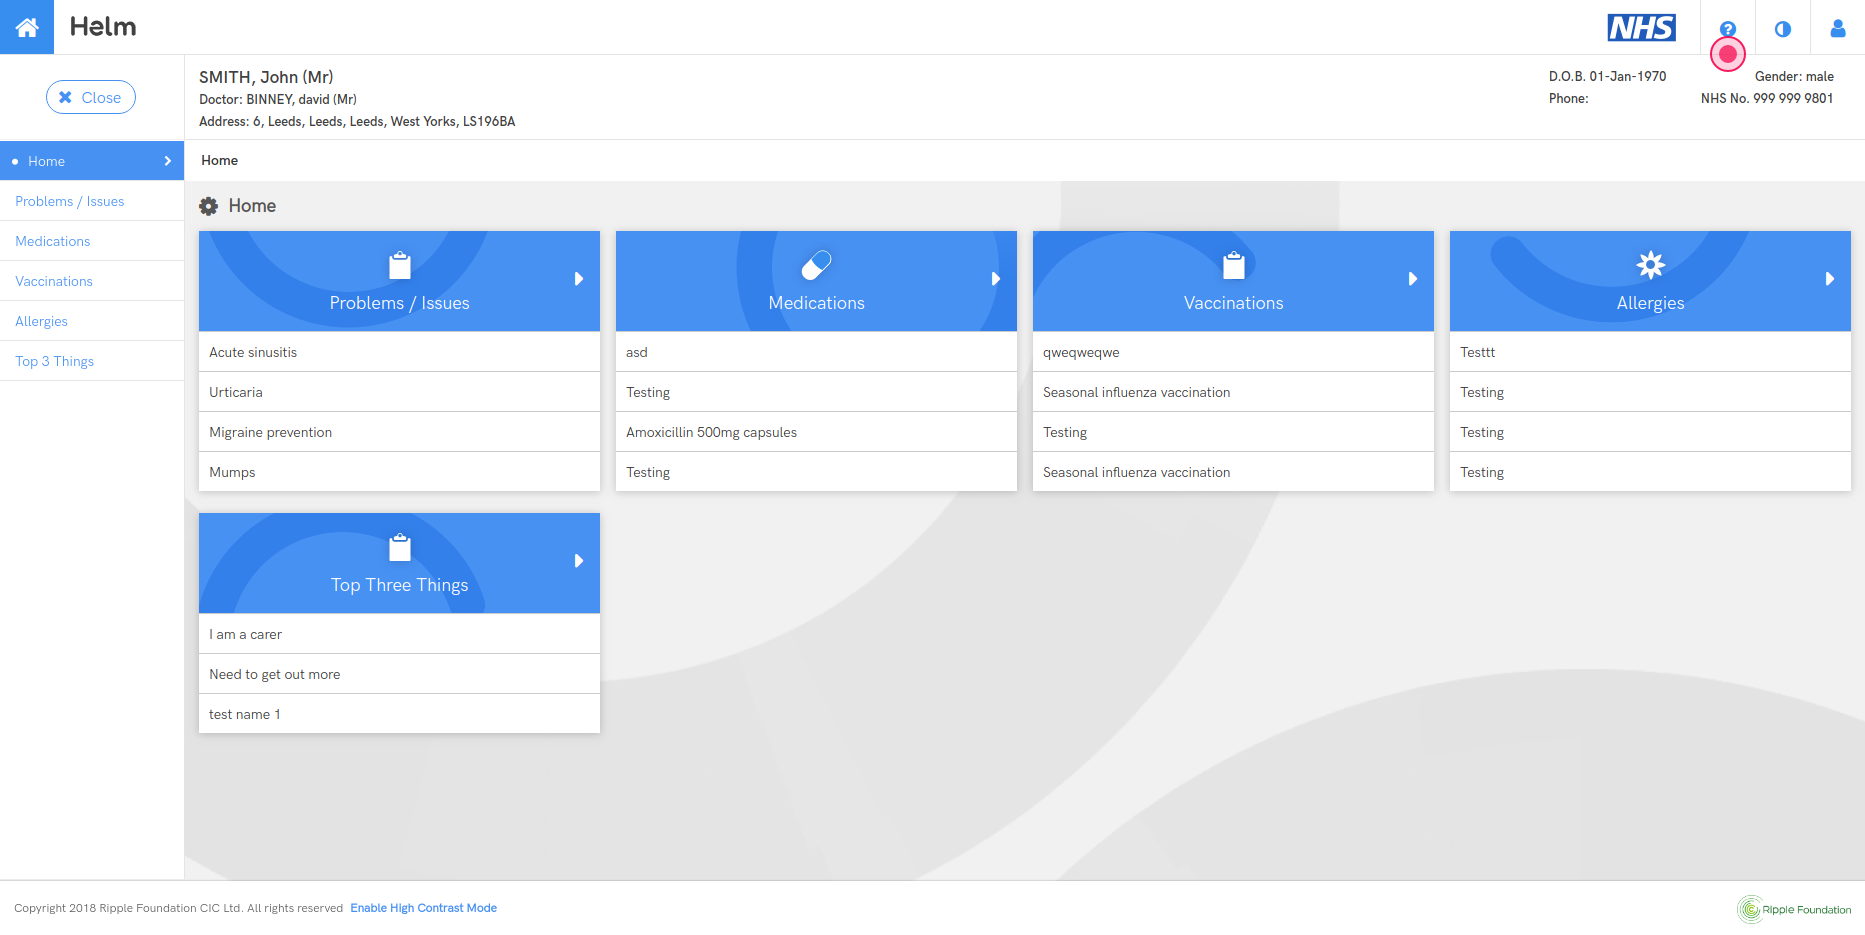 Helm
NHS
Close
SMITH, John (Mr)
Doctor: BINNEY, david (Mr)
Address: 6, Leeds, Leeds, Leeds, West Yorks, LS196BA
D.O.B. 01-Jan-1970
Gender: male
Phone:
NHS No. 999 999 9801
Home
Problems / Issues
Medications
Vaccinations
Allergies
Top 3 Things
Home
Home
Problems / Issues
Acute sinusitis
Urticaria
Migraine prevention
Mumps
Medications
asd
Testing
Amoxicillin 500mg capsules
Testing
Vaccinations
qweqweqwe
Seasonal influenza vaccination
Testing
Seasonal influenza vaccination
Allergies
Testtt
Testing
Testing
Testing
Top Three Things
I am a carer
Need to get out more
test name 1
Copyright 2018 Ripple Foundation CIC Ltd. All rights reserved Enable High Contrast Mode
Ripple Foundation